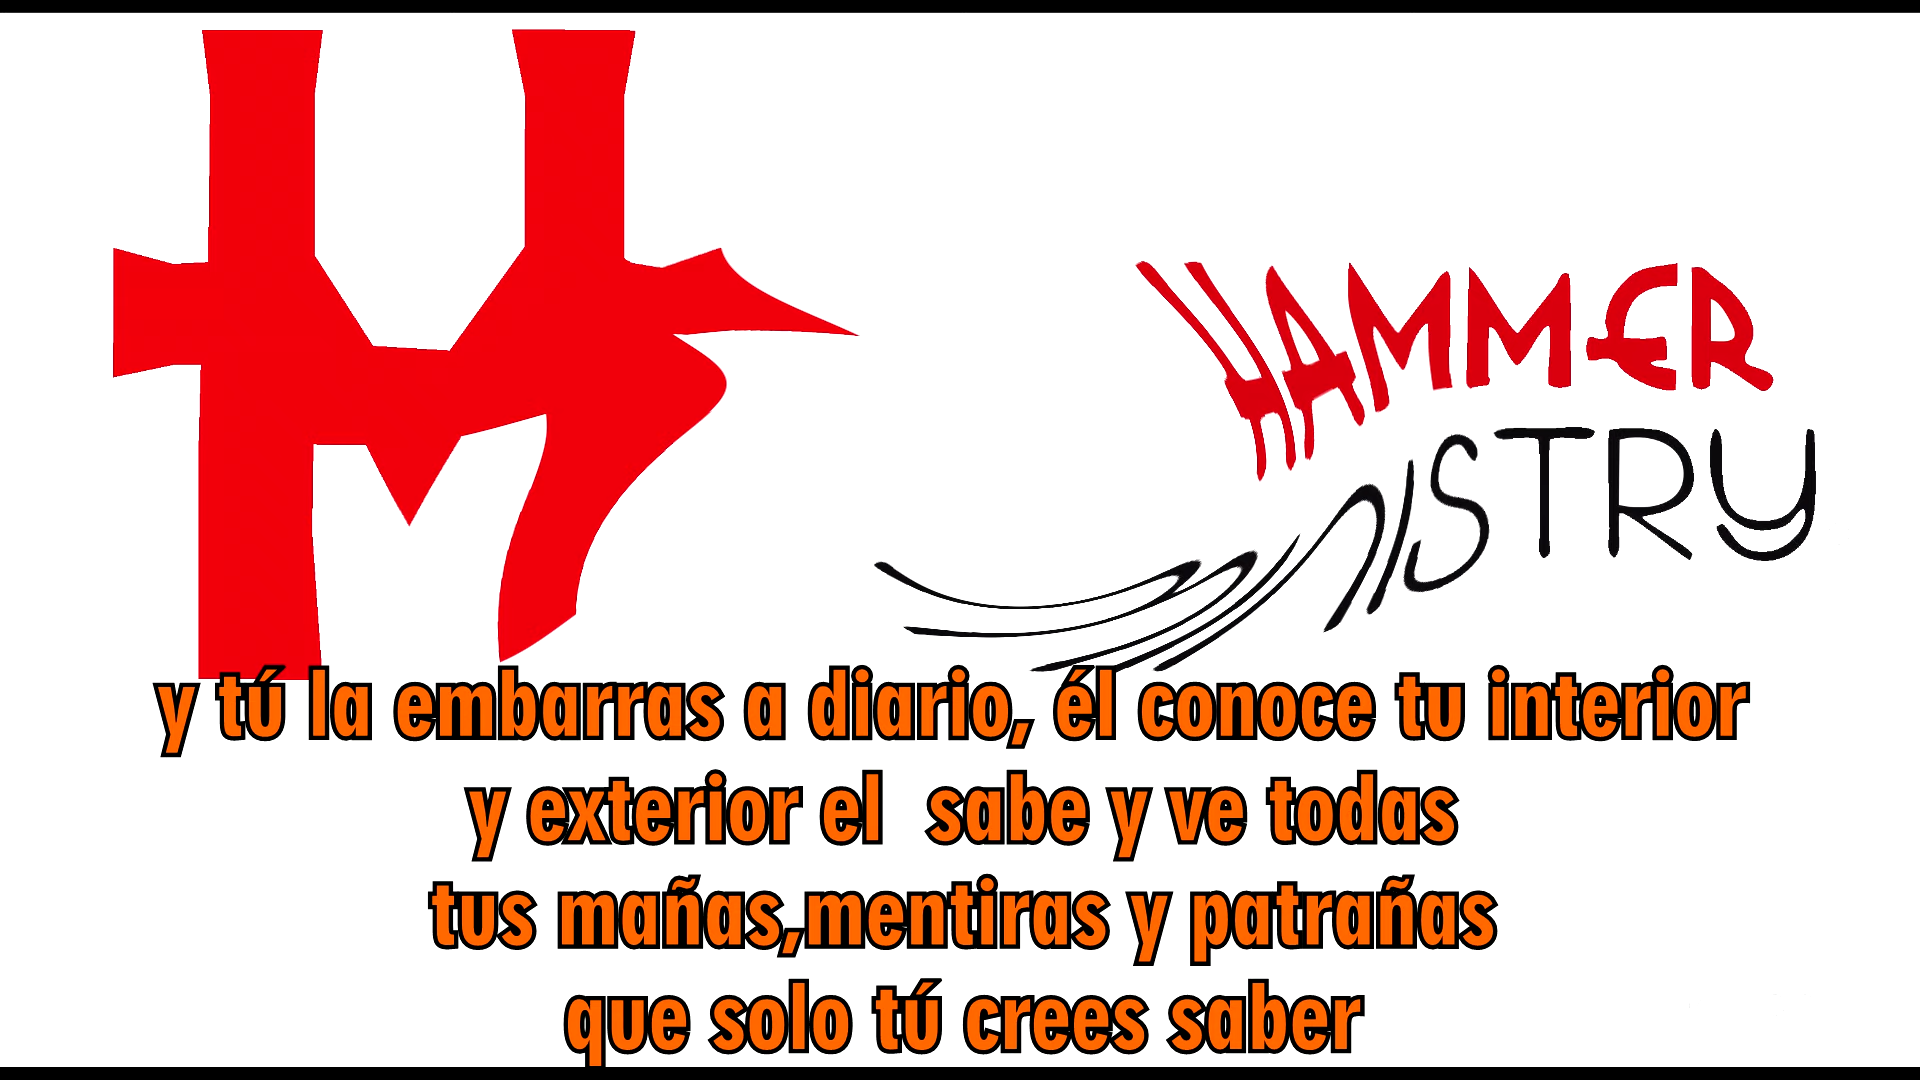 HAMMER
MINISTRY
y tú la embarras a diario, él conoce tu interior
y exterior el  sabe y ve todas
tus mañas,mentiras y patrañas
que solo tú crees saber